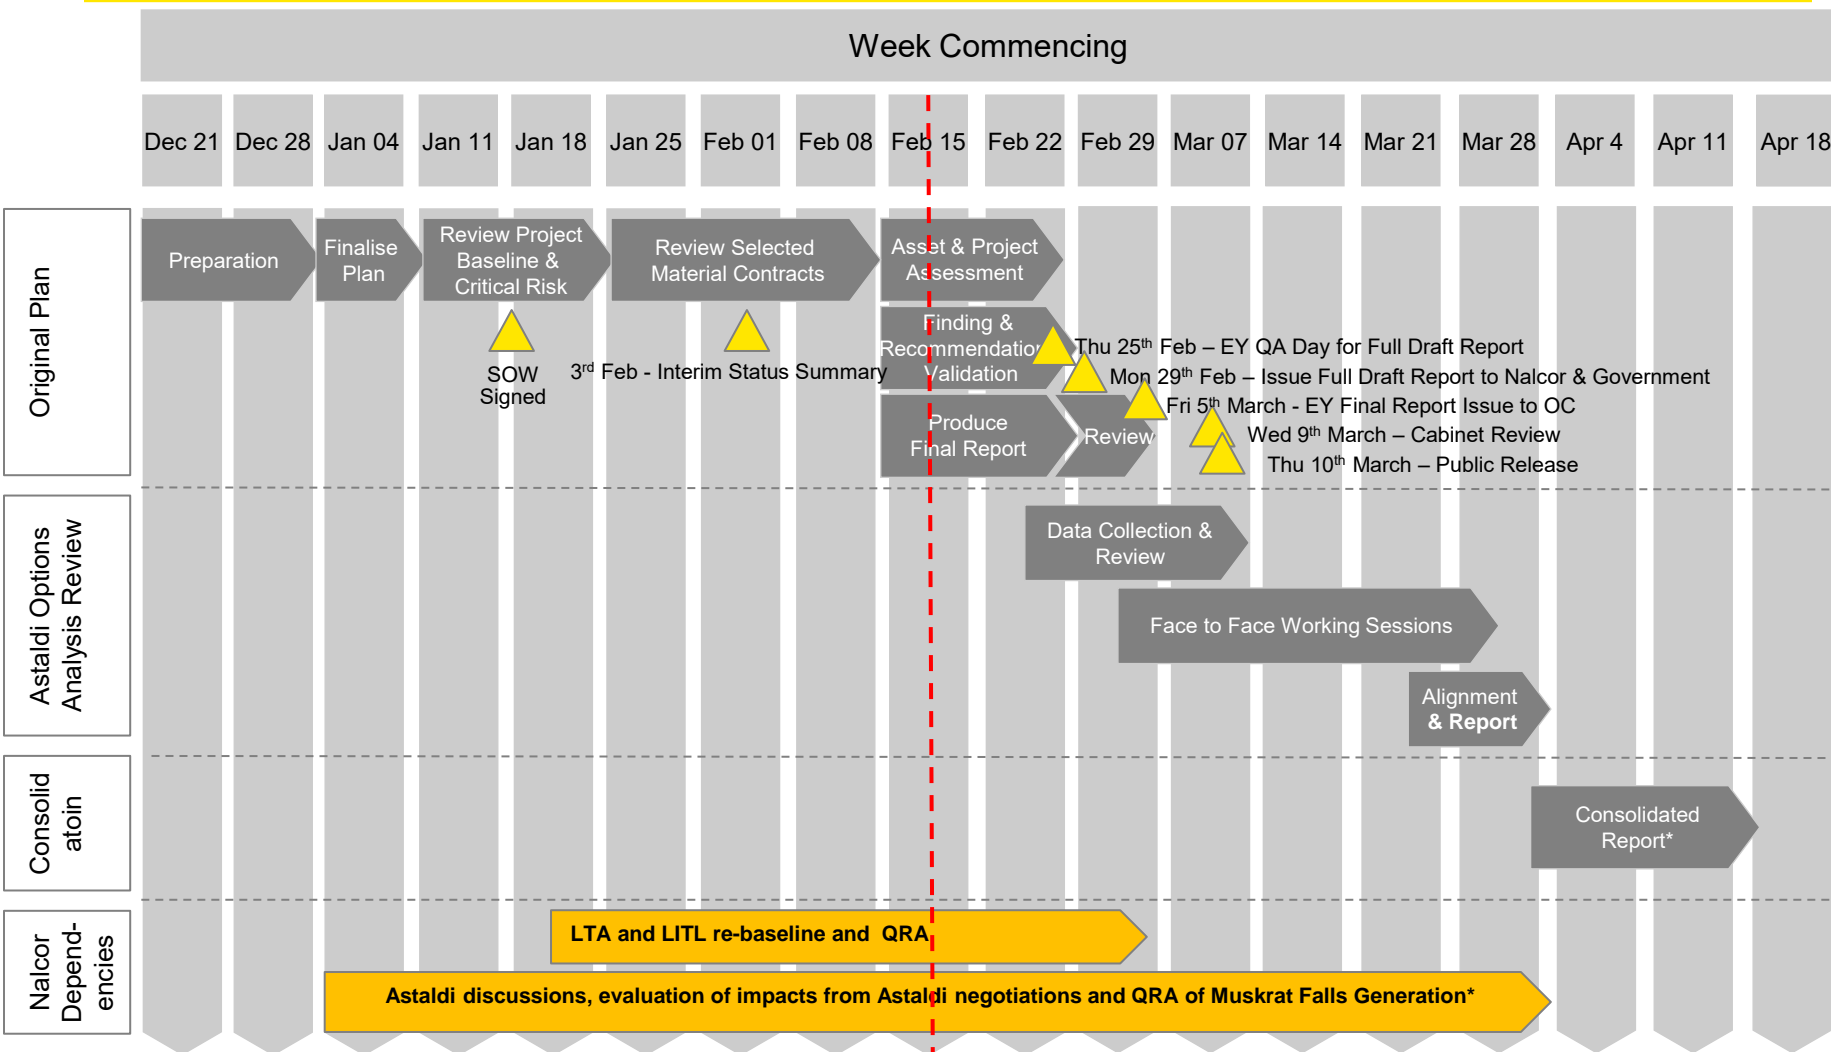 Week Commencing
Dec 21 Dec 28 Jan 04 Jan 11 Jan 18 Jan 25 Feb 01 Feb 08 Feb 15 Feb 22 Feb 29 Mar 07 Mar 14 Mar 21 Mar 28 Apr 4 Apr 11 Apr 18
Original Plan
Preparation
Finalise
Plan
Review Project
Baseline &
Critical Risk
Review Selected
Material Contracts
Asset & Project
Assessment
SOW
Signed
3rd Feb - Interim Status Summary
Finding &
Recommendation
Validation
Produce
Final Report
Review
Thu 25th Feb – EY QA Day for Full Draft Report
Mon 29th Feb – Issue Full Draft Report to Nalcor & Government
Fri 5th March - EY Final Report Issue to OC
Wed 9th March – Cabinet Review
Thu 10th March – Public Release
Astaldi Options
Analysis Review
Data Collection &
Review
Face to Face Working Sessions
Alignment
& Report
Consolid
atoin
Consolidated
Report*
Nalcor
Depend-
encies
LTA and LITL re-baseline and QRA
Astaldi discussions, evaluation of impacts from Astaldi negotiations and QRA of Muskrat Falls Generation*